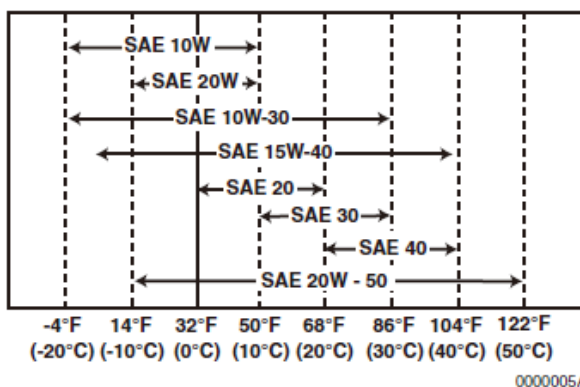 SAE 10W
SAE 20W
SAE 10W-30
SAE 15W-40
SAE 20
SAE 30
SAE 40
SAE 20W - 50
-4°F 14°F 32°F 50°F 68°F 86°F 104°F 122°F
(-20°C) (-10°C) (0°C) (10°C) (20°C) (30°C) (40°C) (50°C)